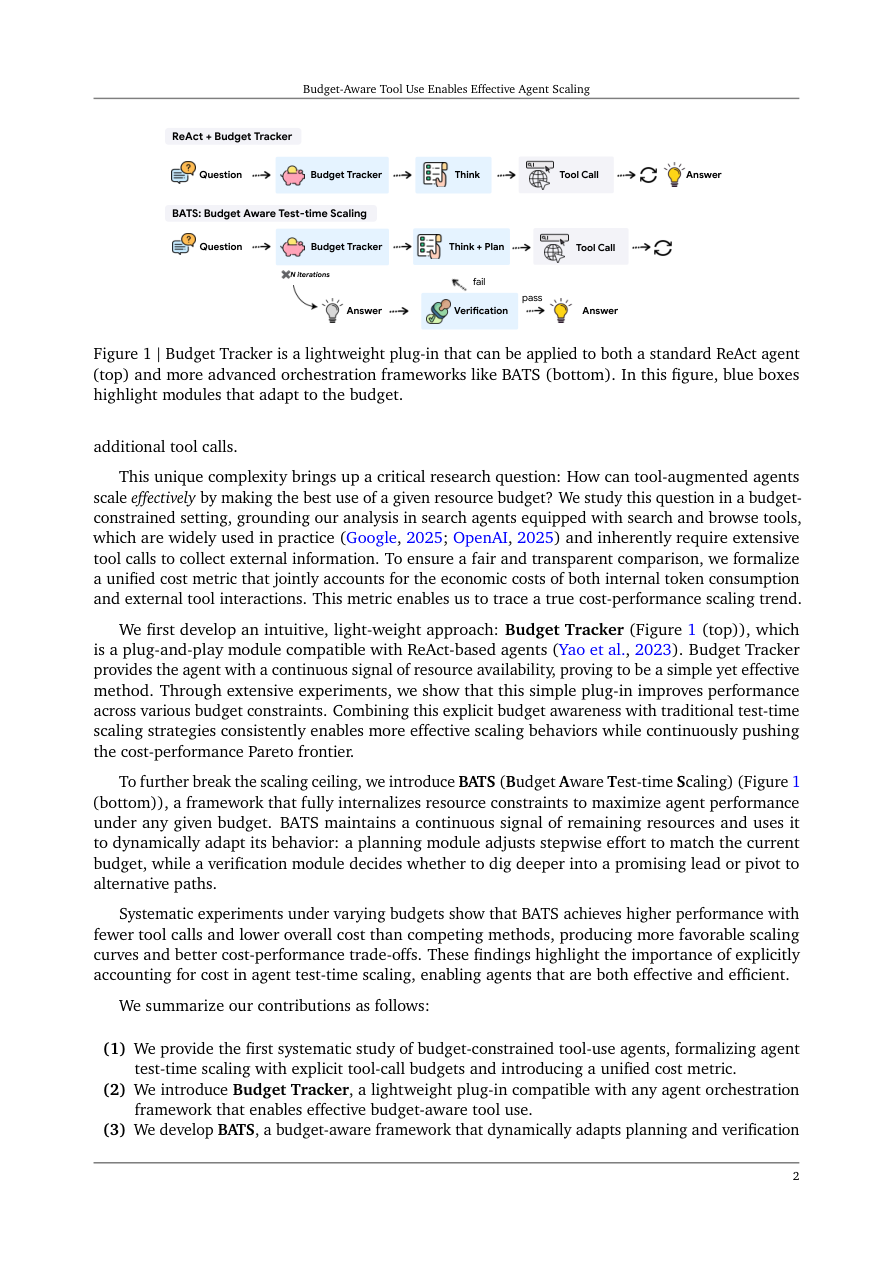 Budget-Aware Tool Use Enables Effective Agent Scaling
ReAct + Budget Tracker
Question Budget Tracker Think Tool Call Answer
BATS: Budget Aware Test-time Scaling
Question Budget Tracker Think + Plan Tool Call
N Iterations
fail
Answer Verification pass Answer
Figure 1 | Budget Tracker is a lightweight plug-in that can be applied to both a standard ReAct agent
(top) and more advanced orchestration frameworks like BATS (bottom). In this figure, blue boxes
highlight modules that adapt to the budget.
additional tool calls.
This unique complexity brings up a critical research question: How can tool-augmented agents
scale effectively by making the best use of a given resource budget? We study this question in a budget-
constrained setting, grounding our analysis in search agents equipped with search and browse tools,
which are widely used in practice (Google, 2025; OpenAI, 2025) and inherently require extensive
tool calls to collect external information. To ensure a fair and transparent comparison, we formalize
a unified cost metric that jointly accounts for the economic costs of both internal token consumption
and external tool interactions. This metric enables us to trace a true cost-performance scaling trend.
We first develop an intuitive, light-weight approach: Budget Tracker (Figure 1 (top)), which
is a plug-and-play module compatible with ReAct-based agents (Yao et al., 2023). Budget Tracker
provides the agent with a continuous signal of resource availability, proving to be a simple yet effective
method. Through extensive experiments, we show that this simple plug-in improves performance
across various budget constraints. Combining this explicit budget awareness with traditional test-time
scaling strategies consistently enables more effective scaling behaviors while continuously pushing
the cost-performance Pareto frontier.
To further break the scaling ceiling, we introduce BATS (Budget Aware Test-time Scaling) (Figure 1
(bottom)), a framework that fully internalizes resource constraints to maximize agent performance
under any given budget. BATS maintains a continuous signal of remaining resources and uses it
to dynamically adapt its behavior: a planning module adjusts stepwise effort to match the current
budget, while a verification module decides whether to dig deeper into a promising lead or pivot to
alternative paths.
Systematic experiments under varying budgets show that BATS achieves higher performance with
fewer tool calls and lower overall cost than competing methods, producing more favorable scaling
curves and better cost-performance trade-offs. These findings highlight the importance of explicitly
accounting for cost in agent test-time scaling, enabling agents that are both effective and efficient.
We summarize our contributions as follows:
(1) We provide the first systematic study of budget-constrained tool-use agents, formalizing agent
test-time scaling with explicit tool-call budgets and introducing a unified cost metric.
(2) We introduce Budget Tracker, a lightweight plug-in compatible with any agent orchestration
framework that enables effective budget-aware tool use.
(3) We develop BATS, a budget-aware framework that dynamically adapts planning and verification
2